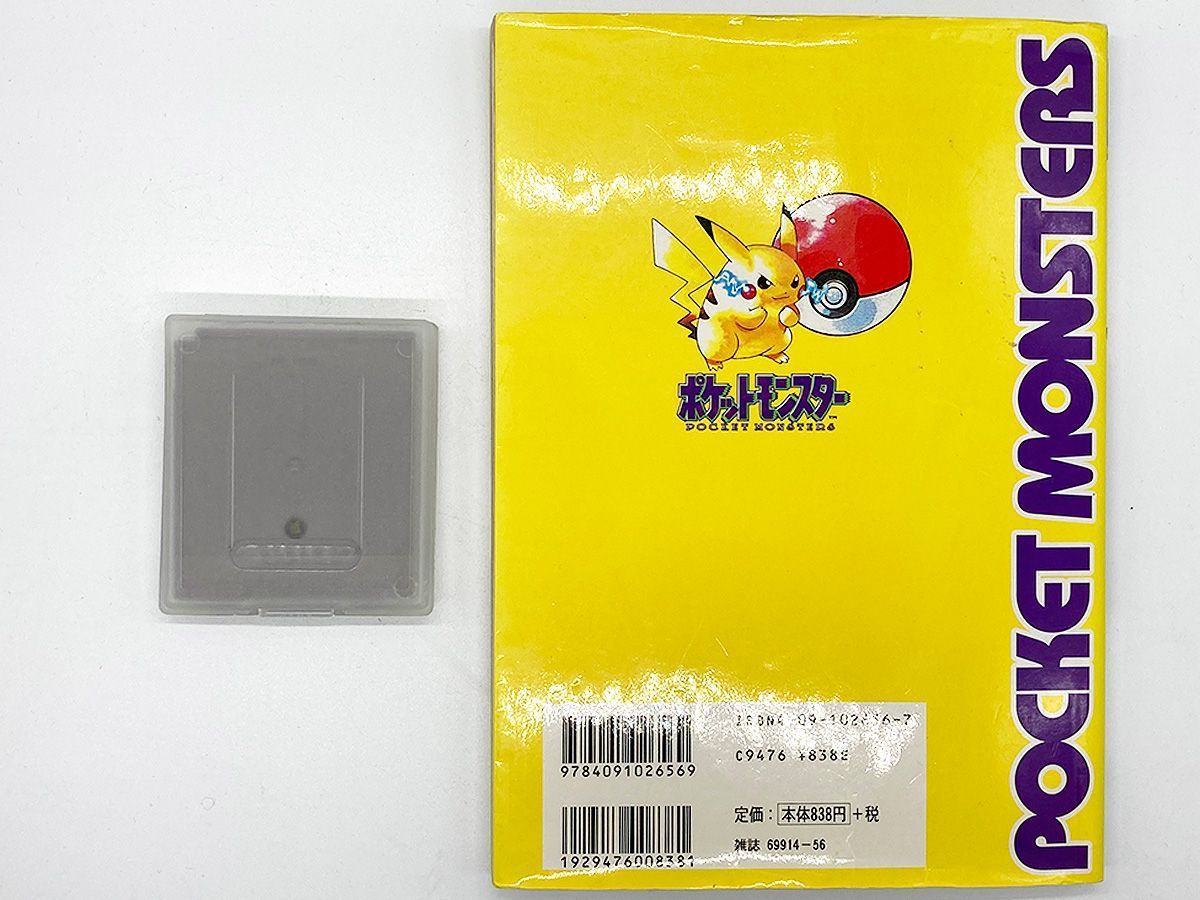 ポケットモンスター
TM
POCKET MONSTERS
POCKET MONSTERS
9784091026569
C9476 ¥838E
定価：本体838円+税
雑誌 69914-56
1929476008381